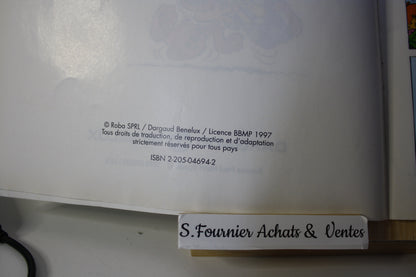 © Roba SPRL / Dargaud Benelux / Licence BBMP 1997
Tous droits de traduction, de reproduction et d'adaptation
strictement réservés pour tous pays
ISBN 2-205-04694-2
S.Fournier Achats & Ventes